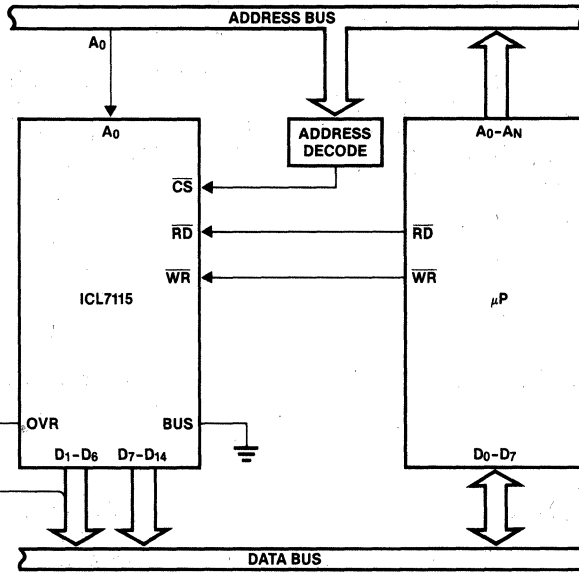 ADDRESS BUS
A0
A0
ADDRESS
DECODE
A0-AN
CS
RD
RD
WR
WR
ICL7115
μP
OVR
BUS
D1-D6
D7-D14
D0-D7
DATA BUS